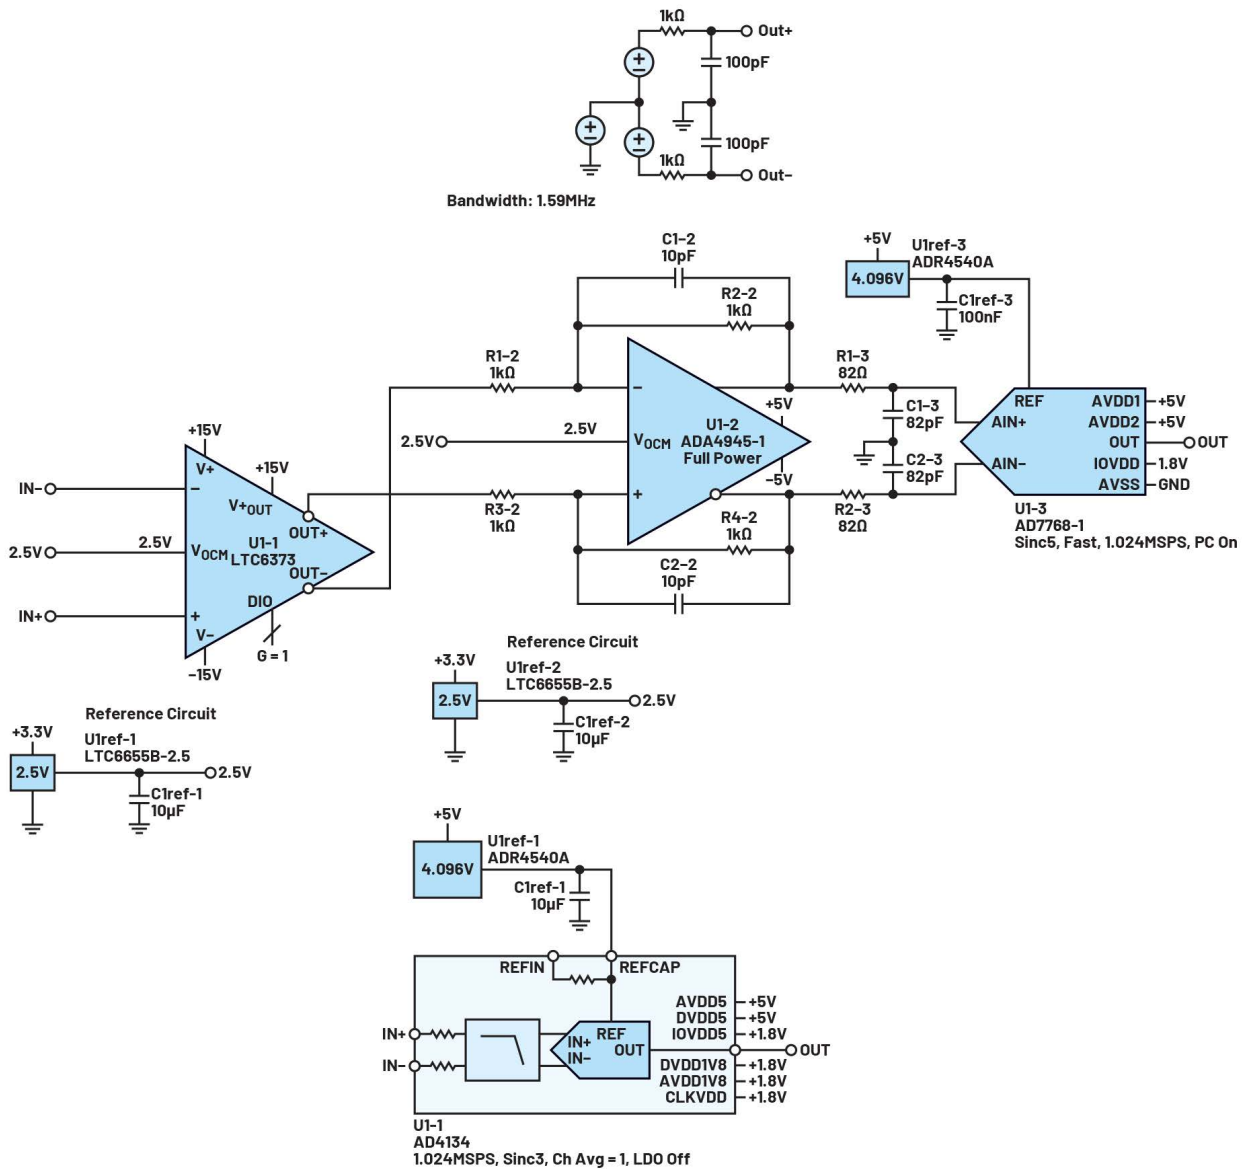 1kΩ
Out+
100pF
100pF
1kΩ
Out–
Bandwidth: 1.59MHz
C1–2
10pF
R2–2
1kΩ
R1–2
1kΩ
–
+5V
U1–2
ADA4945-1
Full Power
2.5V
2.5V
VOCM
–5V
+
R3–2
1kΩ
R4–2
1kΩ
C2–2
10pF
+5V
U1ref-3
ADR4540A
4.096V
C1ref-3
100nF
R1–3
82Ω
C1–3
82pF
C2–3
82pF
R2–3
82Ω
REF
AIN+
AIN–
AVDD1
+5V
AVDD2
+5V
OUT
OUT
IOVDD
1.8V
AVSS
GND
U1-3
AD7768-1
Sinc5, Fast, 1.024MSPS, PC On
+15V
V+
+15V
IN–
–
V+OUT
OUT+
2.5V
2.5V
VOCM
U1–1
LTC6373
OUT–
DIO
IN+
+
V–
G = 1
–15V
Reference Circuit
+3.3V
U1ref-2
LTC6655B-2.5
2.5V
2.5V
C1ref-2
10µF
Reference Circuit
+3.3V
U1ref-1
LTC6655B-2.5
2.5V
2.5V
C1ref-1
10µF
+5V
U1ref-1
ADR4540A
4.096V
C1ref-1
10µF
REFIN
REFCAP
IN+
IN–
REF
IN+
IN–
OUT
AVDD5
+5V
DVDD5
+5V
IOVDD5
+1.8V
OUT
DVDD1V8
+1.8V
AVDD1V8
+1.8V
CLKVDD
+1.8V
U1-1
AD4134
1.024MSPS, Sinc3, Ch Avg = 1, LDO Off